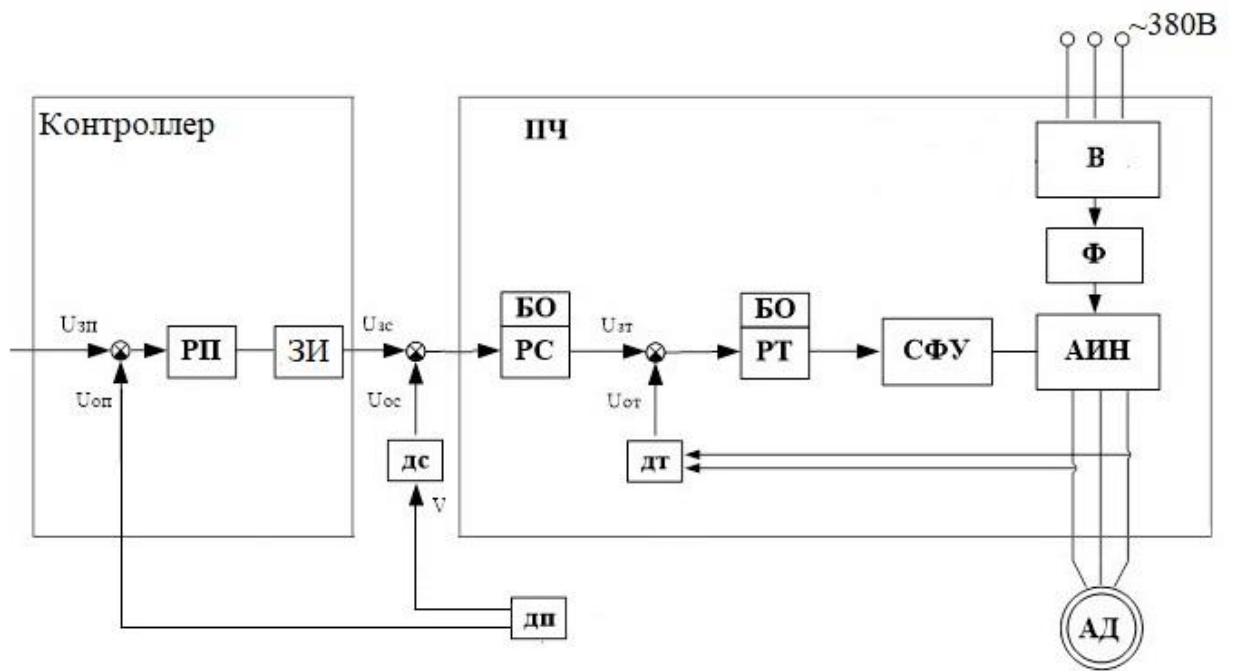 ~380В
Контроллер
ПЧ
В
Ф
БО
БО
Uзп
Uзс
Uзт
РП
ЗИ
РС
РТ
СФУ
АИН
Uоп
Uос
Uот
дс
дт
V
дп
АД